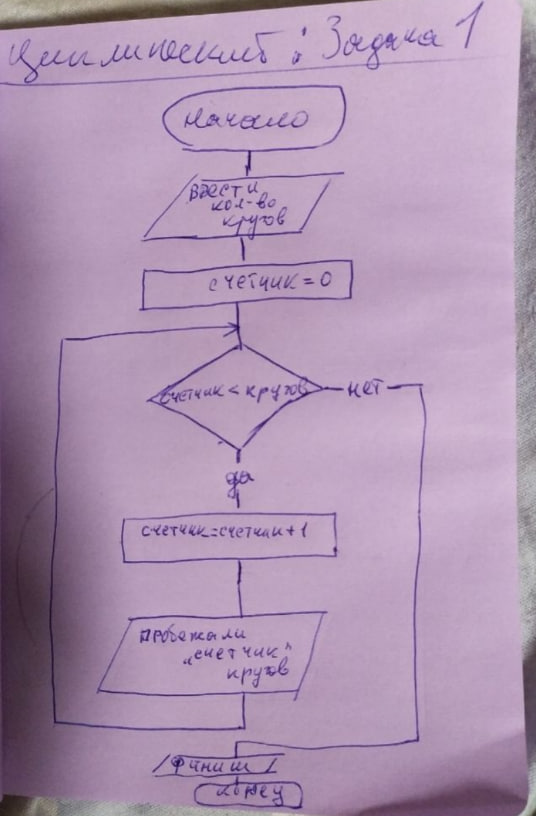 Циклический: Задача 1
Начало
Ввести
кол-во
кругов
счетчик=0
счетчик < кругов
нет
да
счетчик=счетчик+1
пробежали
„счетчик"
кругов
Финиш
конец